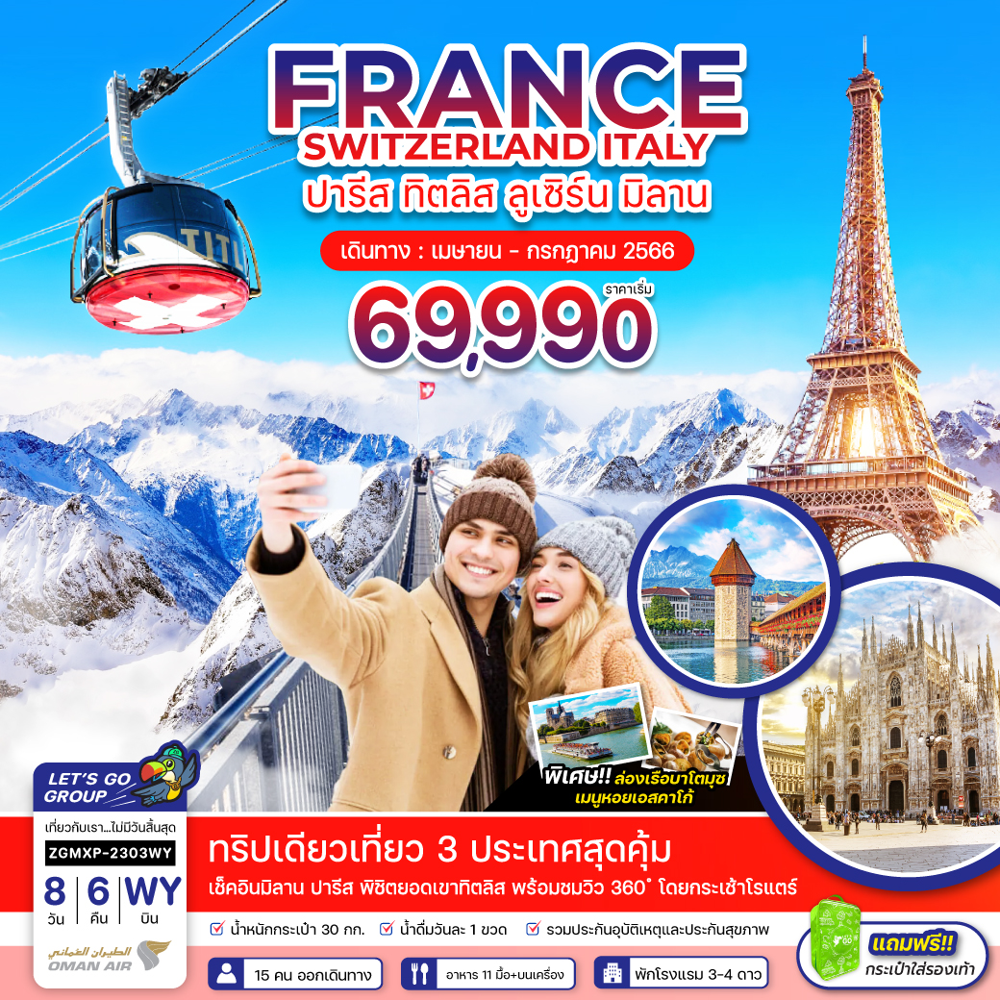 FRANCE
SWITZERLAND ITALY
ปารีส ทิตลิส ลูเซิร์น มิลาน
เดินทาง : เมษายน - กรกฎาคม 2566
ราคาเริ่ม
69,990
TITL
พิเศษ!! ล่องเรือบาโตมุช
เมนูหอยเอสคาโก้
LET'S GO
GROUP
เที่ยวกับเรา...ไม่มีวันสิ้นสุด
ZGMXP-2303WY
8 6 WY
วัน คืน บิน
الطيران العماني
OMAN AIR
ทริปเดียวเที่ยว 3 ประเทศสุดคุ้ม
เช็คอินมิลาน ปารีส พิชิตยอดเขาทิตลิส พร้อมชมวิว 360° โดยกระเช้าโรแตร์
น้ำหนักกระเป๋า 30 กก. น้ำดื่มวันละ 1 ขวด รวมประกันอุบัติเหตุและประกันสุขภาพ
15 คน ออกเดินทาง อาหาร 11 มื้อ+บนเครื่อง พักโรงแรม 3-4 ดาว
แถมฟรี!!
กระเป๋าใส่รองเท้า